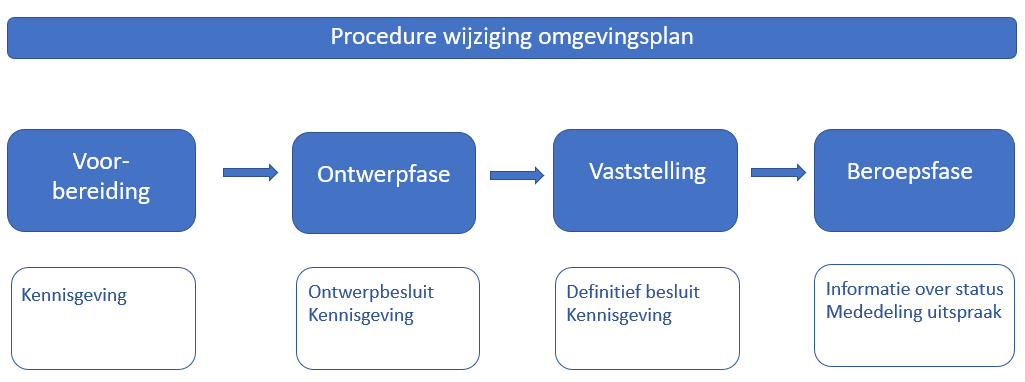 Procedure wijziging omgevingsplan
Voor-
bereiding
Ontwerpfase
Vaststelling
Beroepsfase
Kennisgeving
Ontwerpbesluit
Kennisgeving
Definitief besluit
Kennisgeving
Informatie over status
Mededeling uitspraak